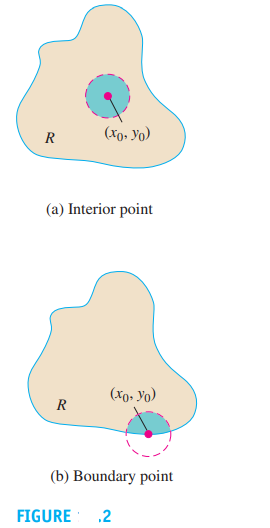 R
(x₀, y₀)
(a) Interior point
(x₀, y₀)
R
(b) Boundary point
FIGURE .2